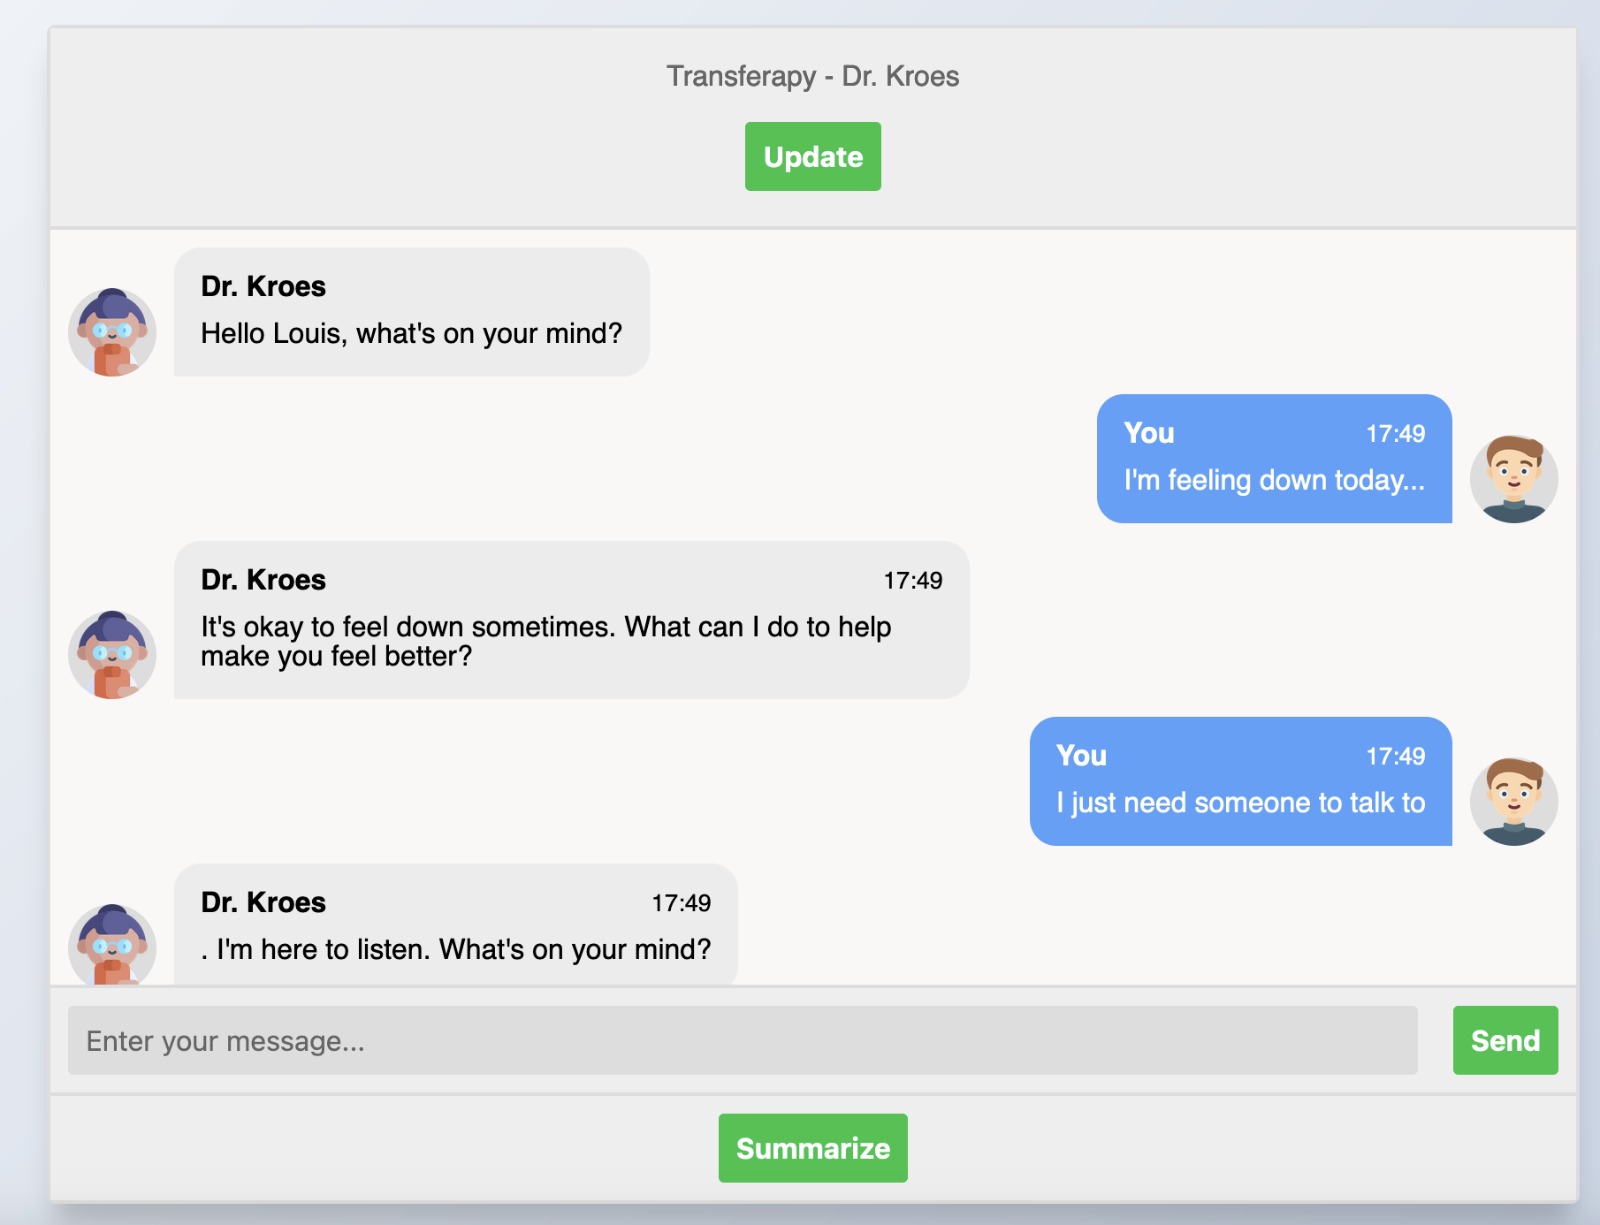 Transferapy - Dr. Kroes
Update
Dr. Kroes
Hello Louis, what's on your mind?
You 17:49
I'm feeling down today...
Dr. Kroes 17:49
It's okay to feel down sometimes. What can I do to help
make you feel better?
You 17:49
I just need someone to talk to
Dr. Kroes 17:49
. I'm here to listen. What's on your mind?
Enter your message...
Send
Summarize